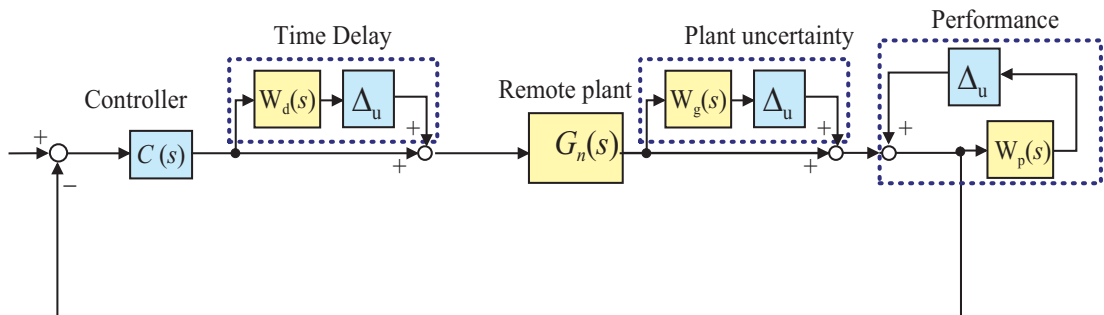 Performance
Time Delay
Plant uncertainty
Δu
Controller
Wd(s)
Δu
Remote plant
Wg(s)
Δu
+
+
+
+
C(s)
Gn(s)
Wp(s)
+
+
−